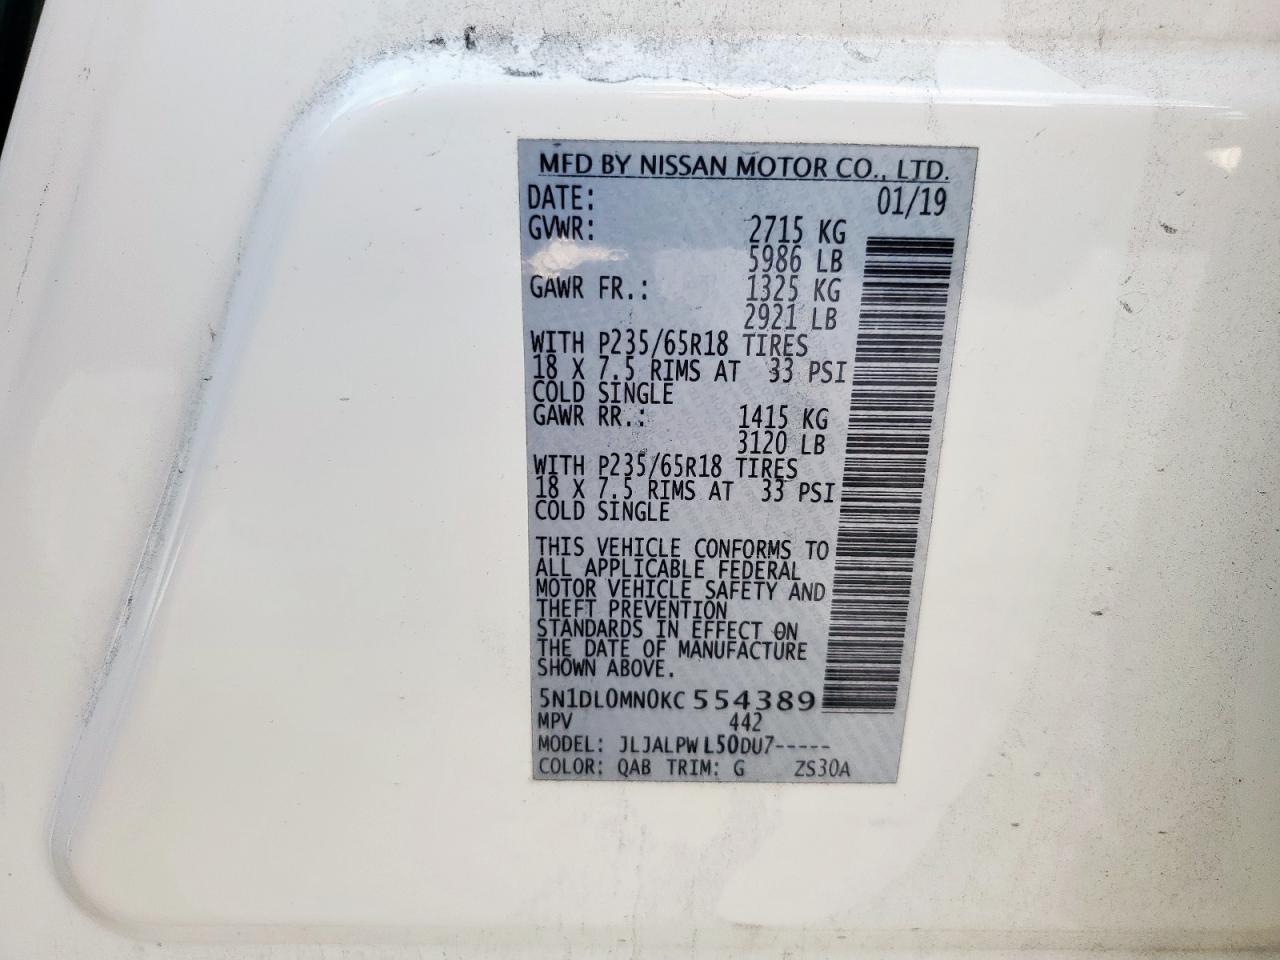 MFD BY NISSAN MOTOR CO., LTD.
DATE: 01/19
GVWR: 2715 KG
5986 LB
GAWR FR.: 1325 KG
2921 LB
WITH P235/65R18 TIRES
18 X 7.5 RIMS AT 33 PSI
COLD SINGLE
GAWR RR.: 1415 KG
3120 LB
WITH P235/65R18 TIRES
18 X 7.5 RIMS AT 33 PSI
COLD SINGLE
THIS VEHICLE CONFORMS TO
ALL APPLICABLE FEDERAL
MOTOR VEHICLE SAFETY AND
THEFT PREVENTION
STANDARDS IN EFFECT ON
THE DATE OF MANUFACTURE
SHOWN ABOVE.
5N1DL0MN0KC 554389
MPV 442
MODEL: JLJALPW L50DU7-----
COLOR: QAB TRIM: G ZS30A